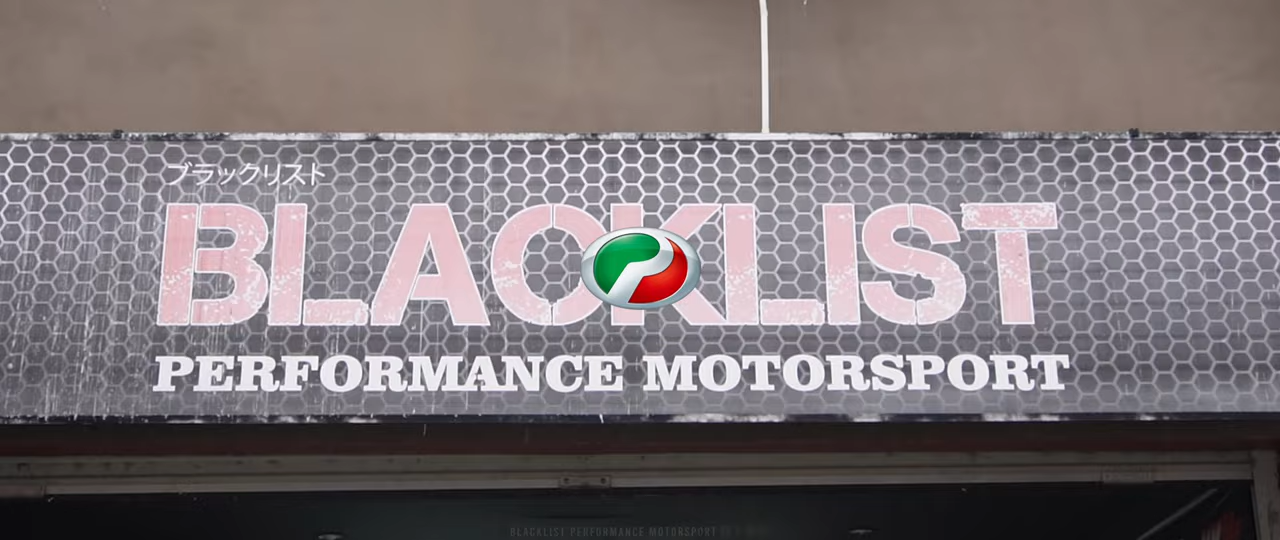 ブラックリスト
BLACKLIST
PERFORMANCE MOTORSPORT
BLACKLIST PERFORMANCE MOTORSPORT